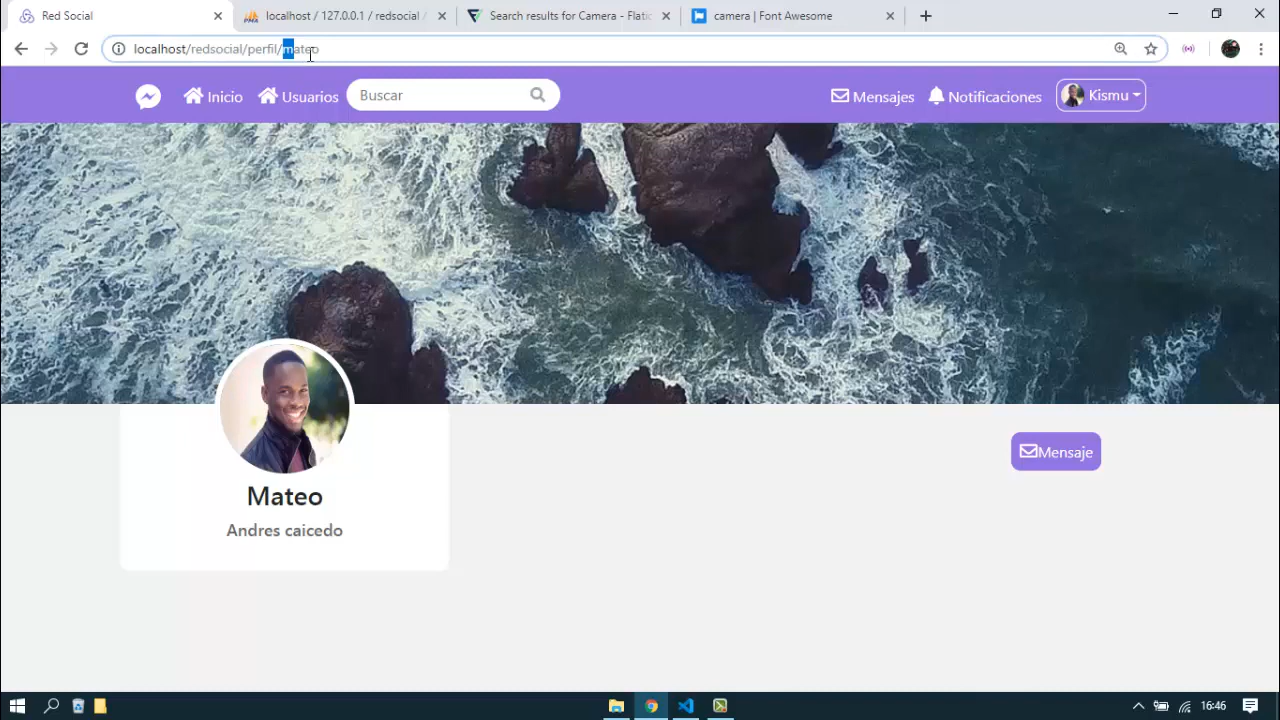 Red Social
localhost / 127.0.0.1 / redsocial /
Search results for Camera - Flatic
camera | Font Awesome
localhost/redsocial/perfil/mateo
Inicio
Usuarios
Buscar
Mensajes
Notificaciones
Kismu
Mensaje
Mateo
Andres caicedo
16:46